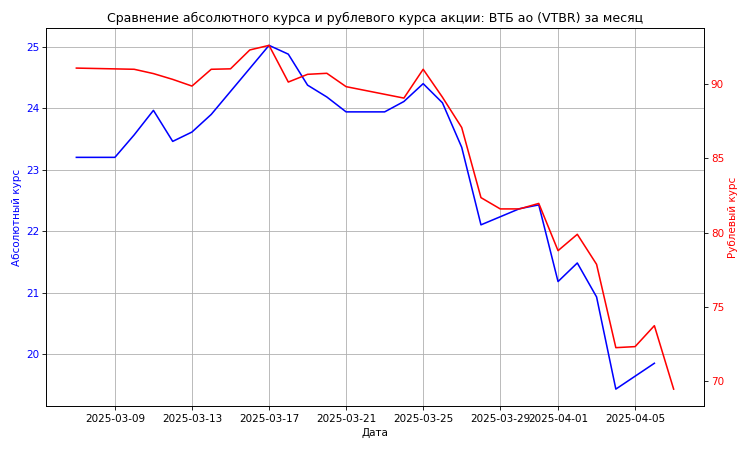 Сравнение абсолютного курса и рублевого курса акции: ВТБ ао (VTBR) за месяц
25
24
23
22
21
20
Абсолютный курс
90
85
80
75
70
Рублевый курс
2025-03-09 2025-03-13 2025-03-17 2025-03-21 2025-03-25 2025-03-29 2025-04-01 2025-04-05
Дата